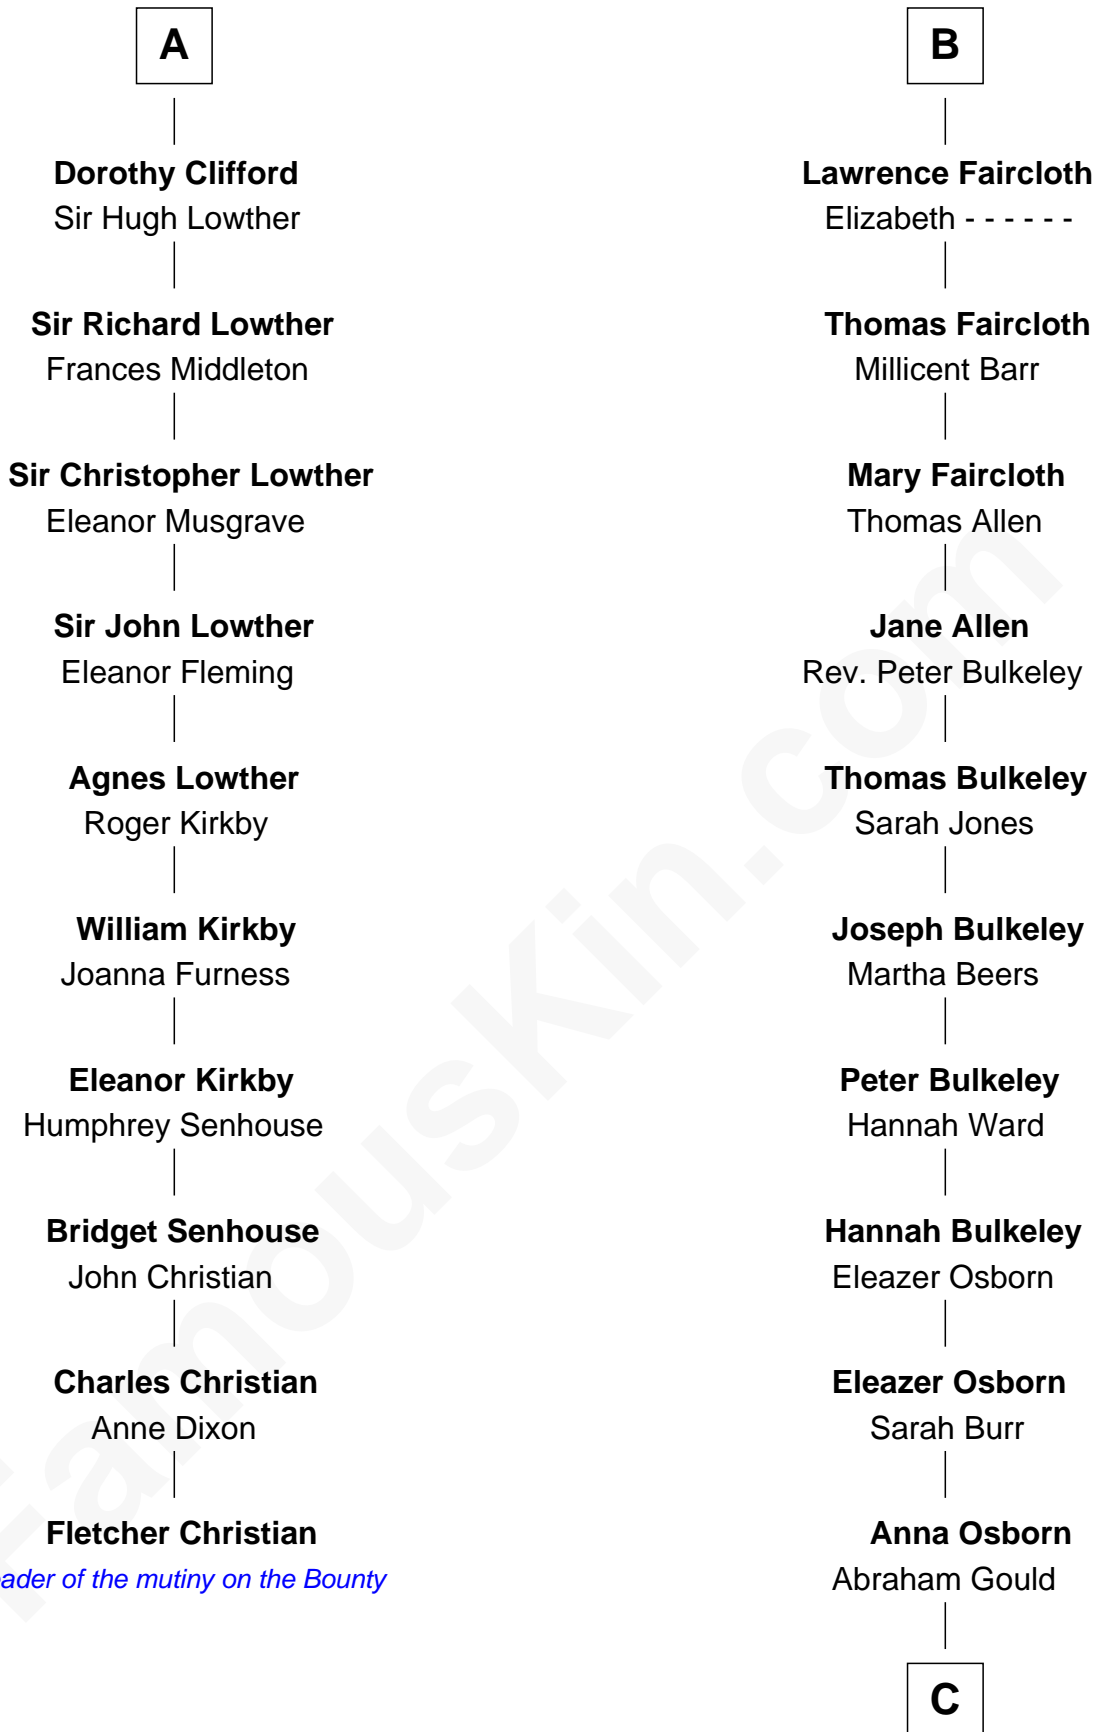 A
Dorothy Clifford
Sir Hugh Lowther
Sir Richard Lowther
Frances Middleton
Sir Christopher Lowther
Eleanor Musgrave
Sir John Lowther
Eleanor Fleming
Agnes Lowther
Roger Kirkby
William Kirkby
Joanna Furness
Eleanor Kirkby
Humphrey Senhouse
Bridget Senhouse
John Christian
Charles Christian
Anne Dixon
Fletcher Christian
ader of the mutiny on the Bounty
B
Lawrence Faircloth
Elizabeth - - - - - -
Thomas Faircloth
Millicent Barr
Mary Faircloth
Thomas Allen
Jane Allen
Rev. Peter Bulkeley
Thomas Bulkeley
Sarah Jones
Joseph Bulkeley
Martha Beers
Peter Bulkeley
Hannah Ward
Hannah Bulkeley
Eleazer Osborn
Eleazer Osborn
Sarah Burr
Anna Osborn
Abraham Gould
C
FamousKin.com